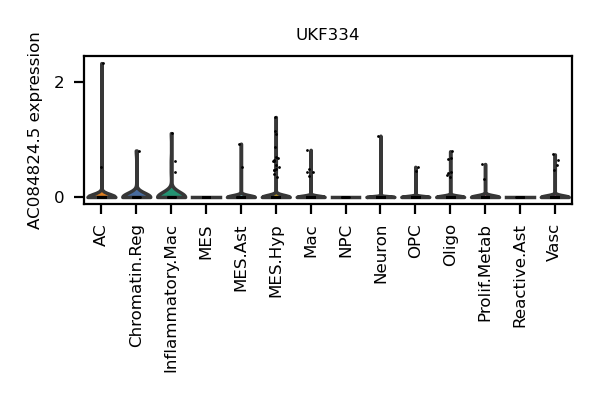 UKF334
AC084824.5 expression
2
0
AC
Chromatin.Reg
Inflammatory.Mac
MES
MES.Ast
MES.Hyp
Mac
NPC
Neuron
OPC
Oligo
Prolif.Metab
Reactive.Ast
Vasc